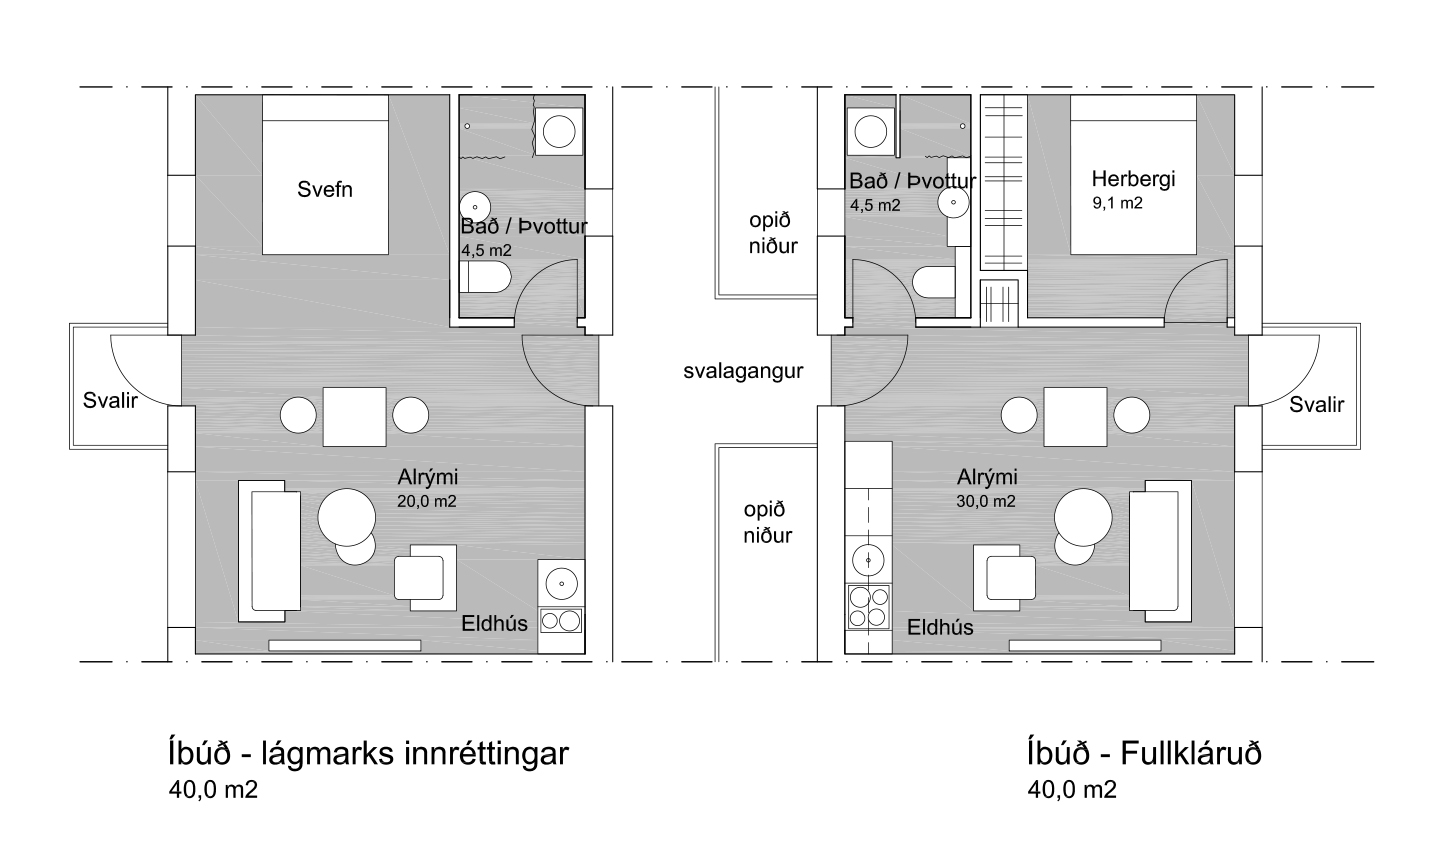 Svefn
Bað / Þvottur
4,5 m2
opið
niður
Bað / Þvottur
4,5 m2
Herbergi
9,1 m2
Svalir
svalagangur
Svalir
Alrými
20,0 m2
opið
niður
Alrými
30,0 m2
Eldhús
Eldhús
Íbúð - lágmarks innréttingar
40,0 m2
Íbúð - Fullkláruð
40,0 m2